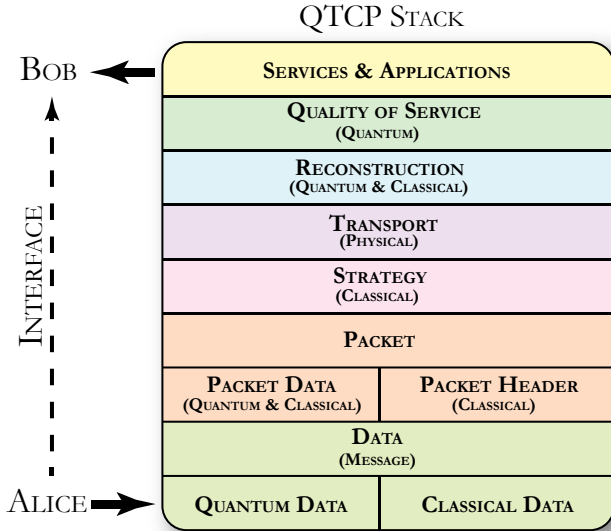 QTCP Stack
Bob
Services & Applications
Quality of Service
(Quantum)
Reconstruction
(Quantum & Classical)
Transport
(Physical)
Strategy
(Classical)
Interface
Packet
Packet Data
(Quantum & Classical)
Packet Header
(Classical)
Data
(Message)
Alice
Quantum Data
Classical Data